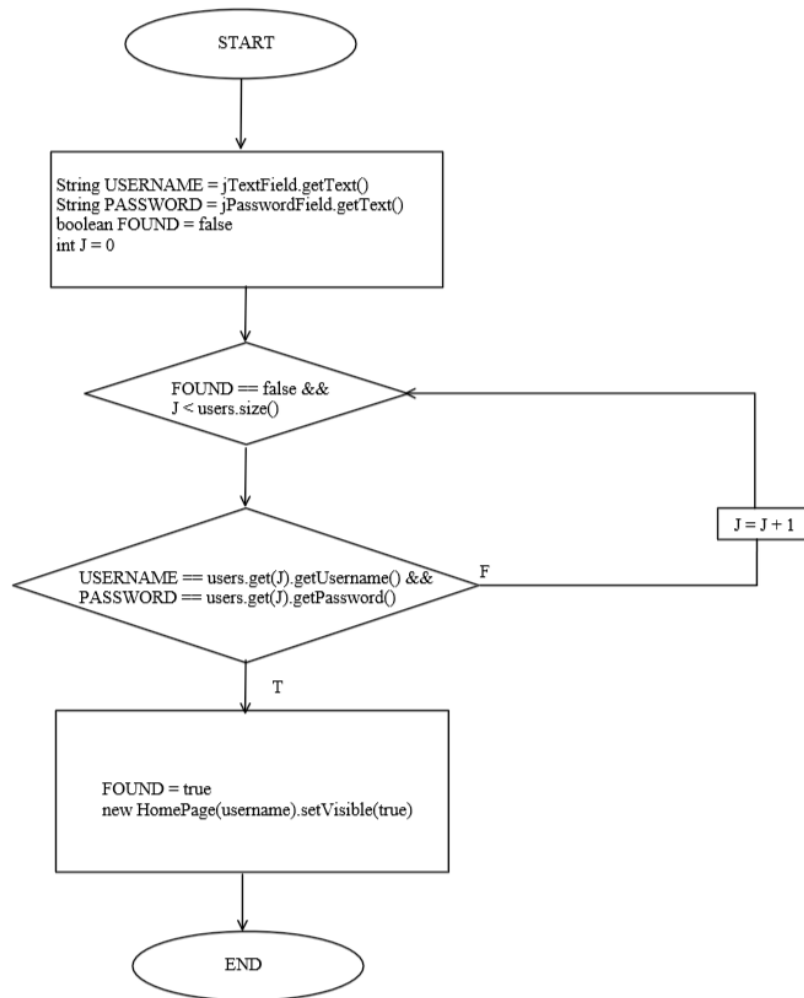 START
String USERNAME = jTextField.getText()
String PASSWORD = jPasswordField.getText()
boolean FOUND = false
int J = 0
FOUND == false &&
J < users.size()
J = J + 1
USERNAME == users.get(J).getUsername() &&
PASSWORD == users.get(J).getPassword()
F
T
FOUND = true
new HomePage(username).setVisible(true)
END